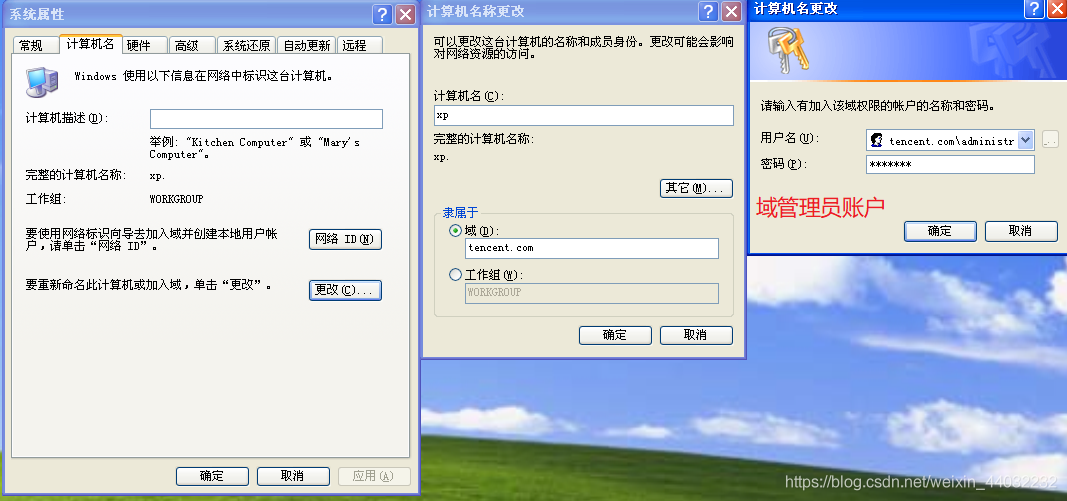 系统属性
常规 计算机名 硬件 高级 系统还原 自动更新 远程
Windows 使用以下信息在网络中标识这台计算机。
计算机描述(D):
举例: "Kitchen Computer" 或 "Mary's
Computer"。
完整的计算机名称: xp.
工作组: WORKGROUP
要使用网络标识向导去加入域并创建本地用户帐
户,请单击“网络 ID”。
网络 ID(N)
要重新命名此计算机或加入域,单击“更改”。
更改(C)...
确定 取消 应用(A)
计算机名称更改
可以更改这台计算机的名称和成员身份。更改可能会影响
对网络资源的访问。
计算机名(C):
xp
完整的计算机名称:
xp.
其它(M)...
隶属于
域(D):
tencent.com
工作组(W):
WORKGROUP
确定 取消
计算机名更改
请输入有加入该域权限的帐户的名称和密码。
用户名(U): tencent.com\administr
密码(P): *******
域管理员账户
确定 取消
https://blog.csdn.net/weixin_44032232